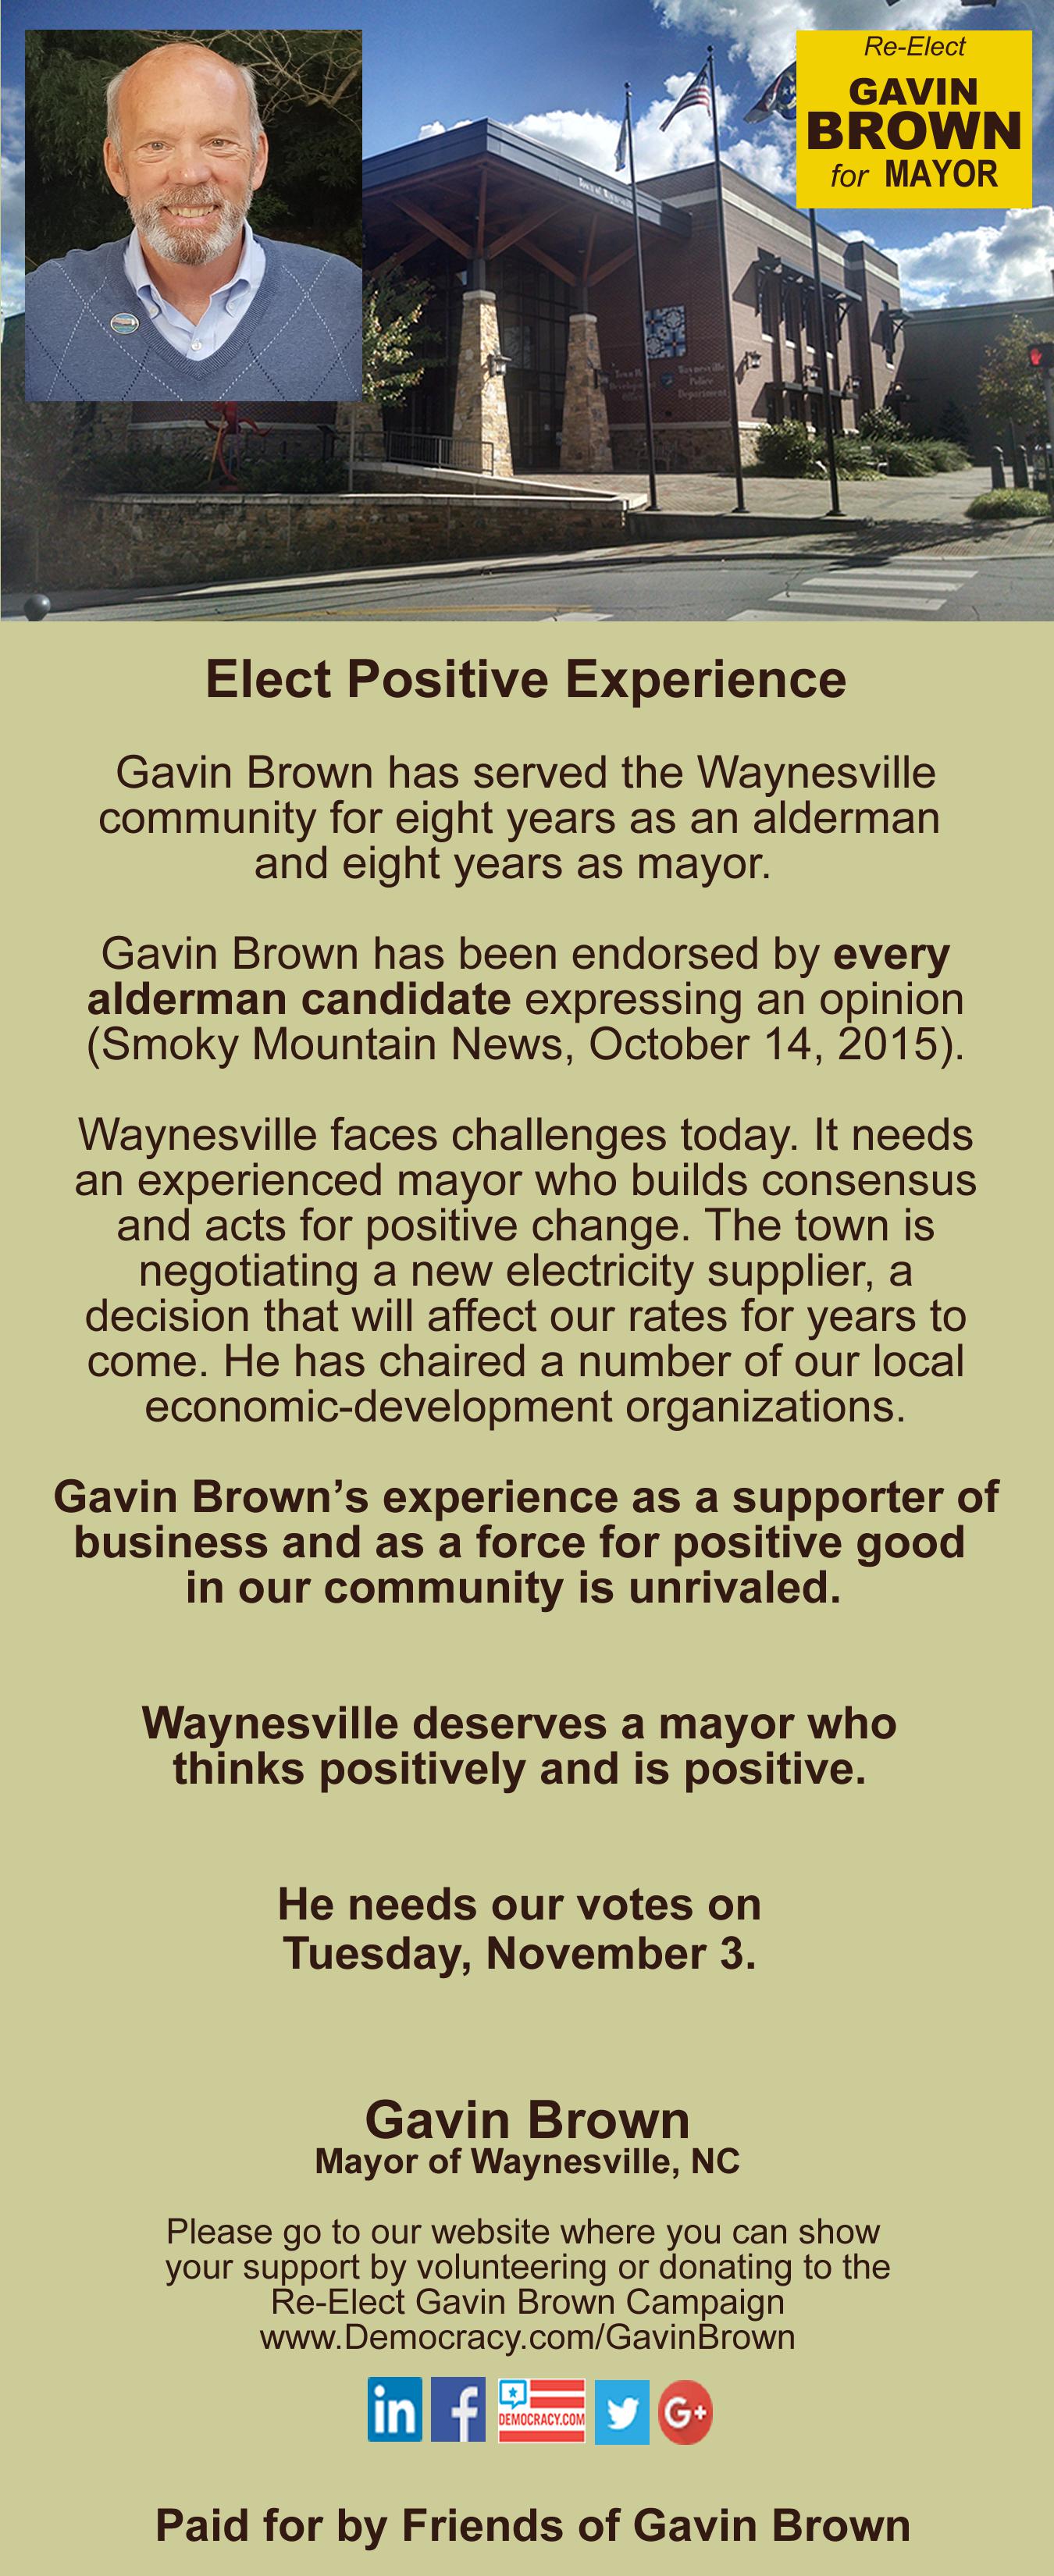 Re-Elect
GAVIN
BROWN
for MAYOR
Town of Waynesville
Waynesville
Police
Department
Elect Positive Experience
Gavin Brown has served the Waynesville
community for eight years as an alderman
and eight years as mayor.
Gavin Brown has been endorsed by every
alderman candidate expressing an opinion
(Smoky Mountain News, October 14, 2015).
Waynesville faces challenges today. It needs
an experienced mayor who builds consensus
and acts for positive change. The town is
negotiating a new electricity supplier, a
decision that will affect our rates for years to
come. He has chaired a number of our local
economic-development organizations.
Gavin Brown’s experience as a supporter of
business and as a force for positive good
in our community is unrivaled.
Waynesville deserves a mayor who
thinks positively and is positive.
He needs our votes on
Tuesday, November 3.
Gavin Brown
Mayor of Waynesville, NC
Please go to our website where you can show
your support by volunteering or donating to the
Re-Elect Gavin Brown Campaign
www.Democracy.com/GavinBrown
in f DEMOCRACY.COM G+
Paid for by Friends of Gavin Brown